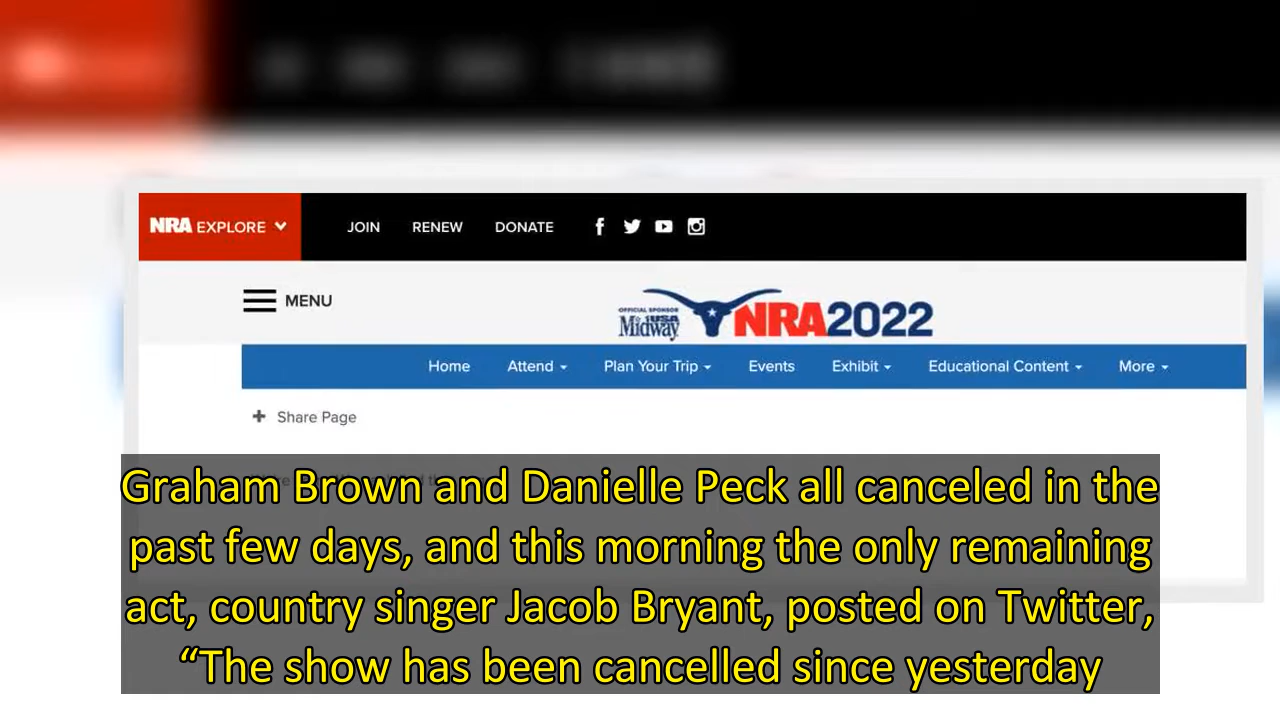 NRA EXPLORE
JOIN RENEW DONATE
MENU
OFFICIAL SPONSOR
MidwayUSA
NRA2022
Home Attend Plan Your Trip Events Exhibit Educational Content More
+ Share Page
Graham Brown and Danielle Peck all canceled in the
past few days, and this morning the only remaining
act, country singer Jacob Bryant, posted on Twitter,
“The show has been cancelled since yesterday